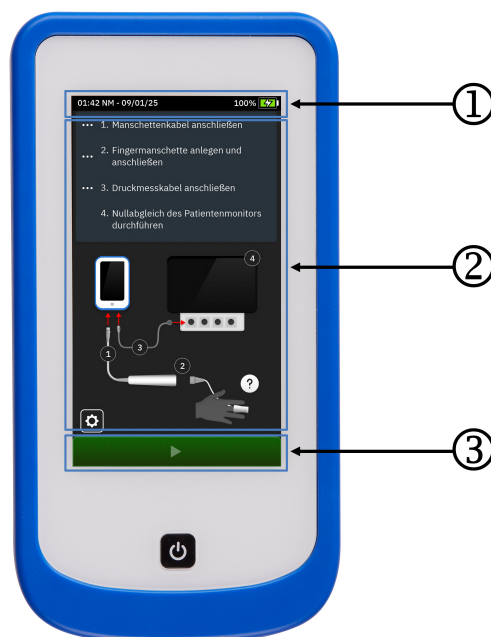 01:42 NM - 09/01/25 100%
①
... 1. Manschettenkabel anschließen
... 2. Fingermanschette anlegen und
anschließen
... 3. Druckmesskabel anschließen
4. Nullabgleich des Patientenmonitors
durchführen
②
4
3
1
2
?
③